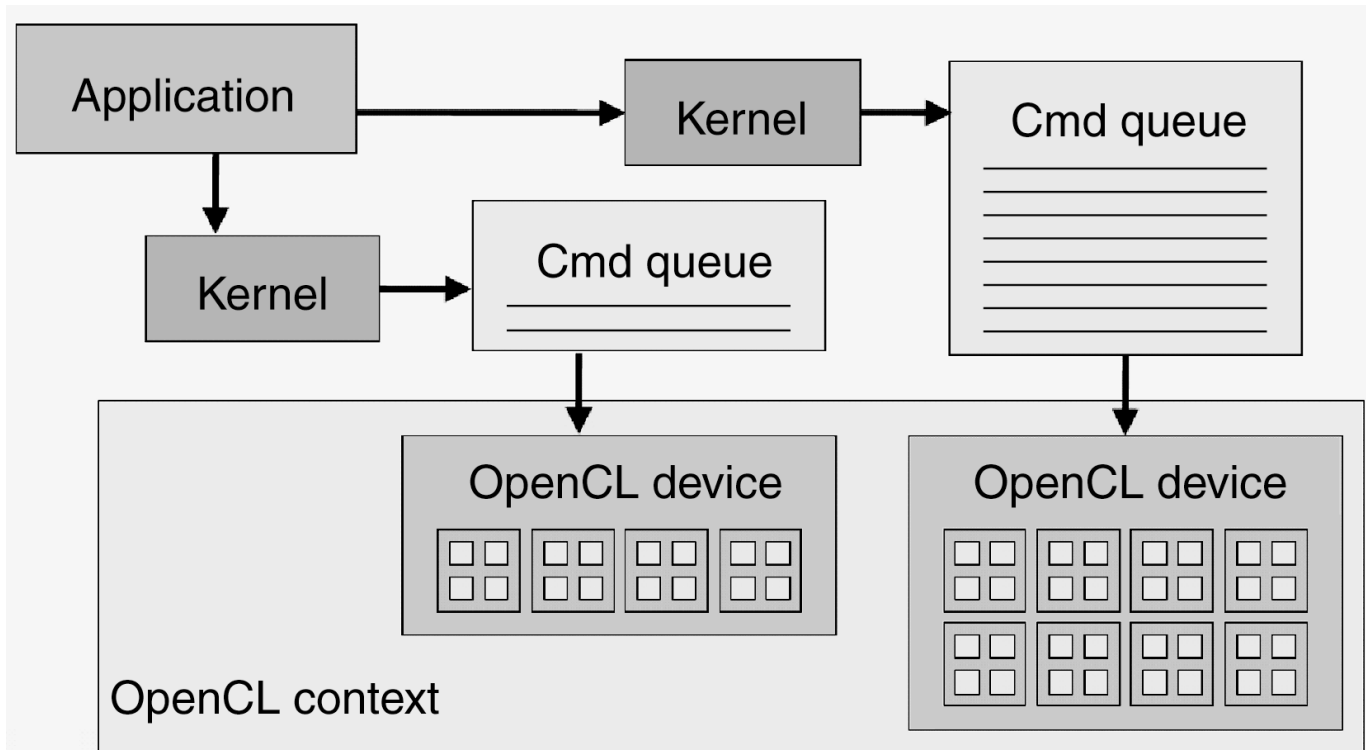 Application
Kernel
Cmd queue
Kernel
Cmd queue
OpenCL device
OpenCL device
OpenCL context